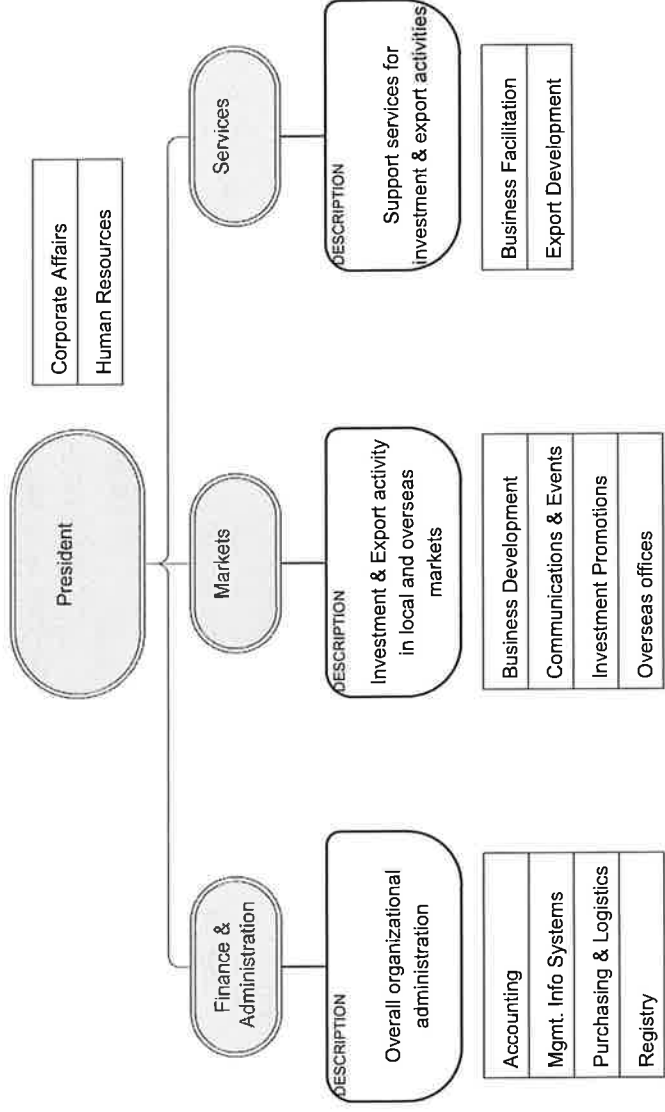 President
Corporate Affairs
Human Resources
Finance &
Administration
Markets
Services
DESCRIPTION
Overall organizational
administration
DESCRIPTION
Investment & Export activity
in local and overseas
markets
DESCRIPTION
Support services for
investment & export activities
Accounting
Mgmt. Info Systems
Purchasing & Logistics
Registry
Business Development
Communications & Events
Investment Promotions
Overseas offices
Business Facilitation
Export Development